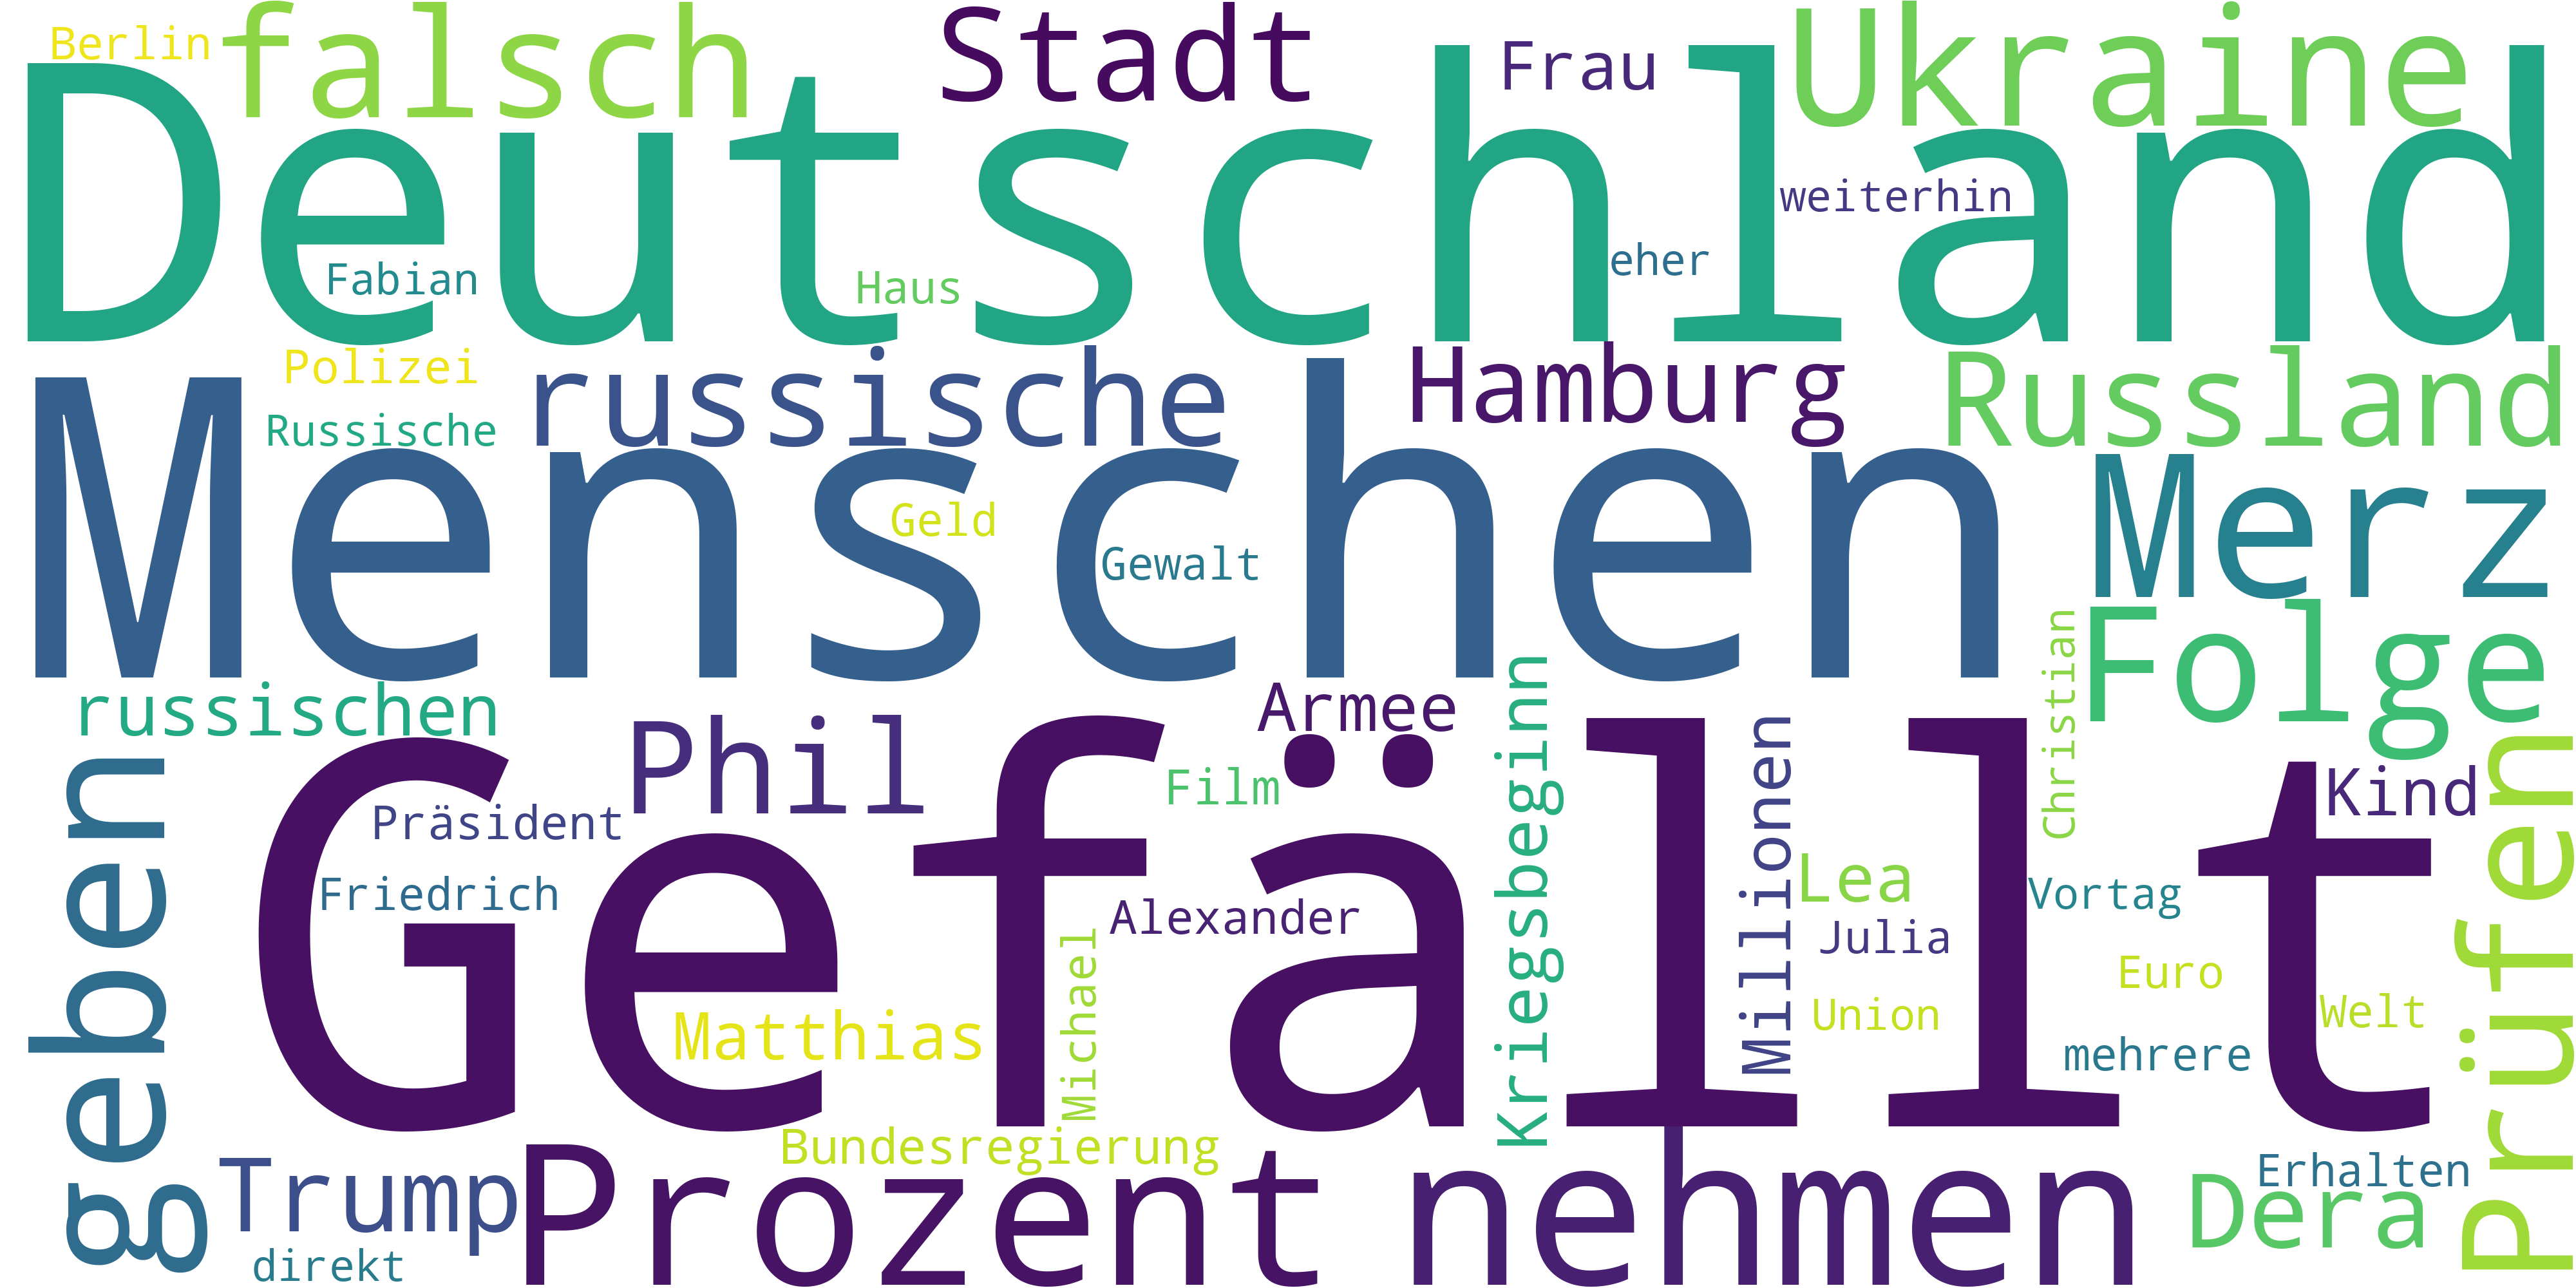 Berlin
falsch
Stadt
Frau
Ukraine
Deutschland
weiterhin
Fabian
Haus
eher
Polizei
russische
Hamburg
Russland
Russische
Menschen
Merz
Geld
Gewalt
Christian
Folge
russischen
Phil
Armee
Kriegsbeginn
Millionen
Kind
geben
Gefällt
Prüfen
Präsident
Film
Friedrich
Alexander
Lea
Vortag
Julia
Michael
Matthias
Euro
Union
Welt
mehrere
Bundesregierung
Trump
Prozent
nehmen
Erhalten
Dera
direkt